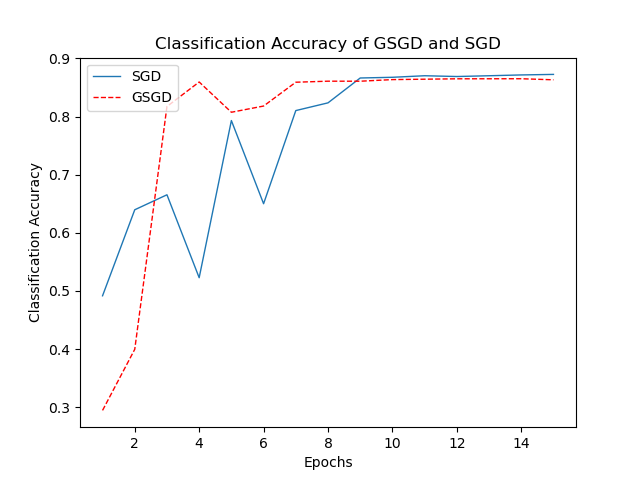 Classification Accuracy of GSGD and SGD
SGD
GSGD
Classification Accuracy
0.9
0.8
0.7
0.6
0.5
0.4
0.3
2 4 6 8 10 12 14
Epochs